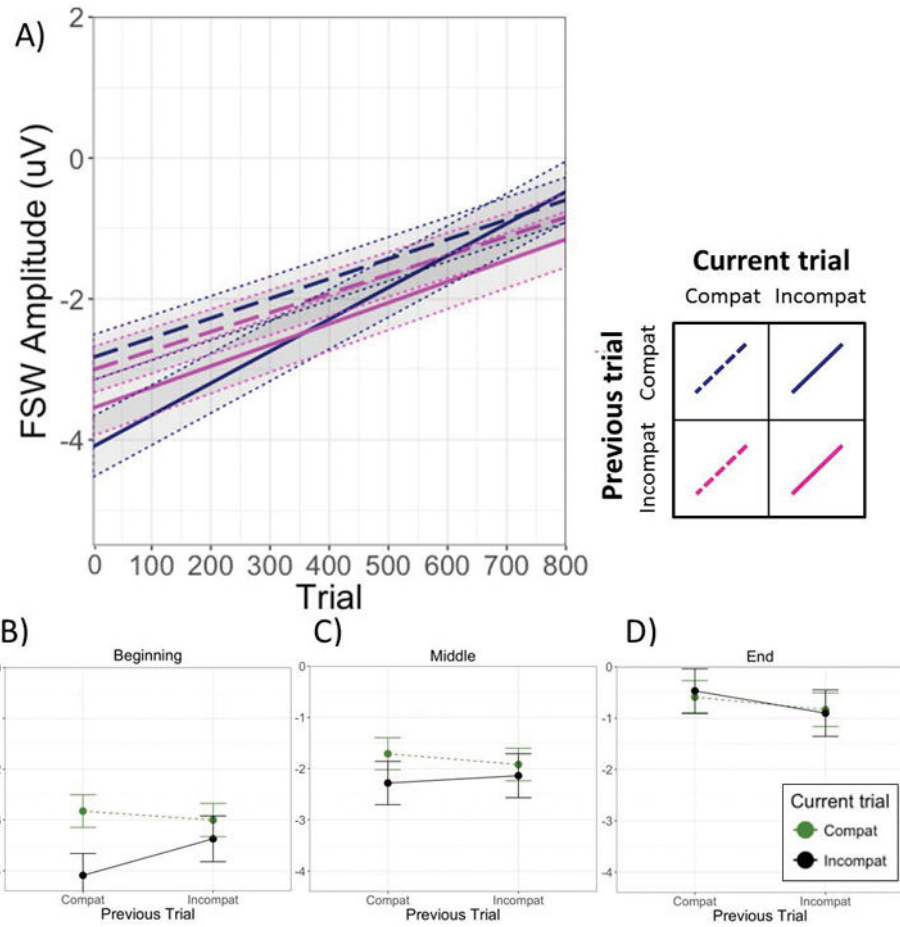 A)
FSW Amplitude (uV)
2
0
-2
-4
0 100 200 300 400 500 600 700 800
Trial
Current trial
Compat Incompat
Previous trial
Compat
Incompat
B)
Beginning
Compat Incompat
Previous Trial
C)
Middle
0
-1
-2
-3
-4
Compat Incompat
Previous Trial
D)
End
0
-1
-2
-3
-4
Compat Incompat
Previous Trial
Current trial
Compat
Incompat